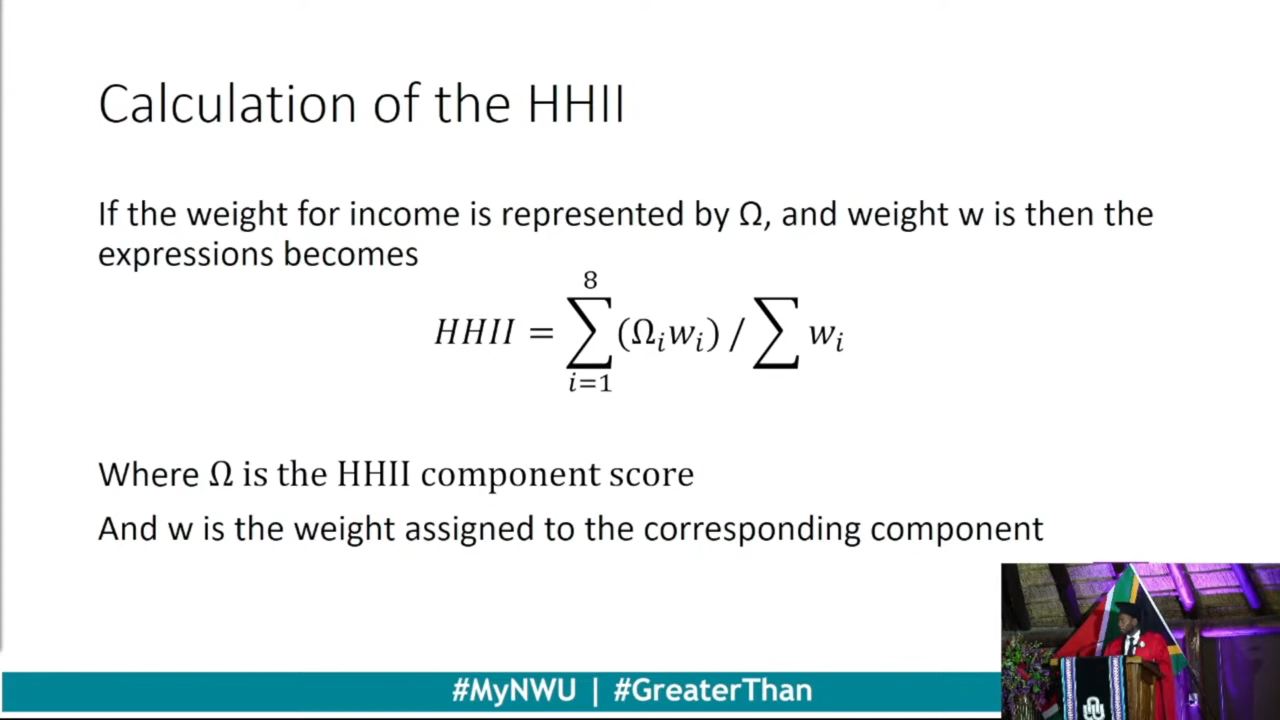 Calculation of the HHII
If the weight for income is represented by Ω, and weight w is then the
expressions becomes
HHII = ∑_{i=1}^{8} (Ω_i w_i) / ∑ w_i
Where Ω is the HHII component score
And w is the weight assigned to the corresponding component
#MyNWU | #GreaterThan